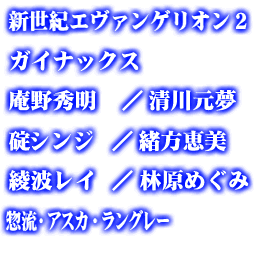 新世紀エヴァンゲリオン2
ガイナックス
庵野秀明 ／清川元夢
碇シンジ ／緒方恵美
綾波レイ ／林原めぐみ
惣流・アスカ・ラングレー